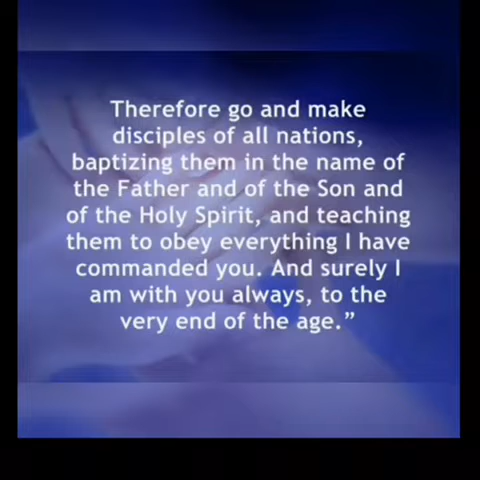 Therefore go and make
disciples of all nations,
baptizing them in the name of
the Father and of the Son and
of the Holy Spirit, and teaching
them to obey everything I have
commanded you. And surely I
am with you always, to the
very end of the age.”